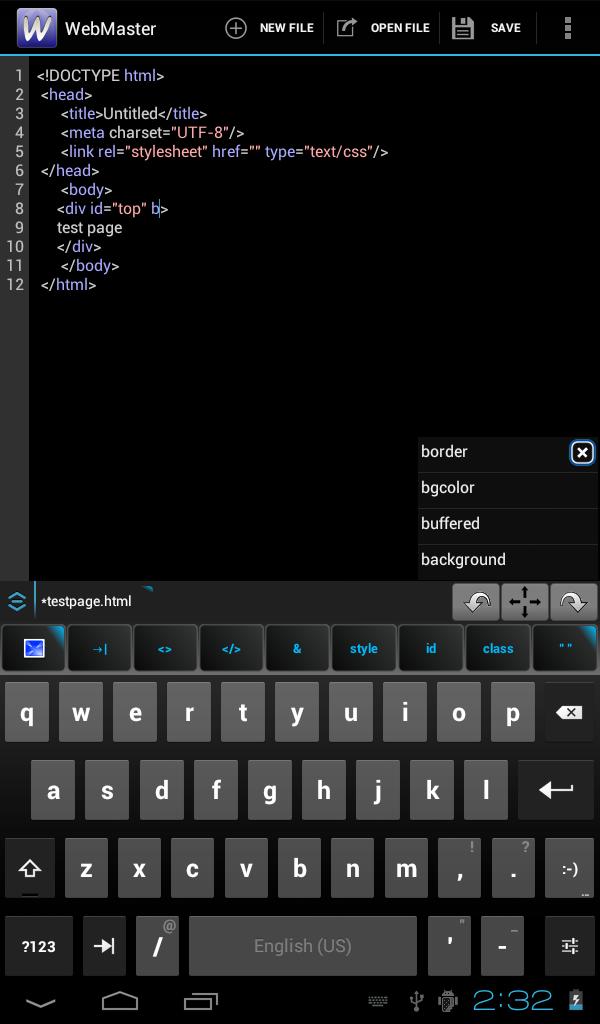 W WebMaster NEW FILE OPEN FILE SAVE
1 <!DOCTYPE html>
2 <head>
3 <title>Untitled</title>
4 <meta charset="UTF-8"/>
5 <link rel="stylesheet" href="" type="text/css"/>
6 </head>
7 <body>
8 <div id="top" b>
9 test page
10 </div>
11 </body>
12 </html>
border
bgcolor
buffered
background
*testpage.html
<> </> & style id class " "
q w e r t y u i o p
a s d f g h j k l
z x c v b n m , ! . ? :-) ...
?123 / @ English (US) ' " - _
2:32